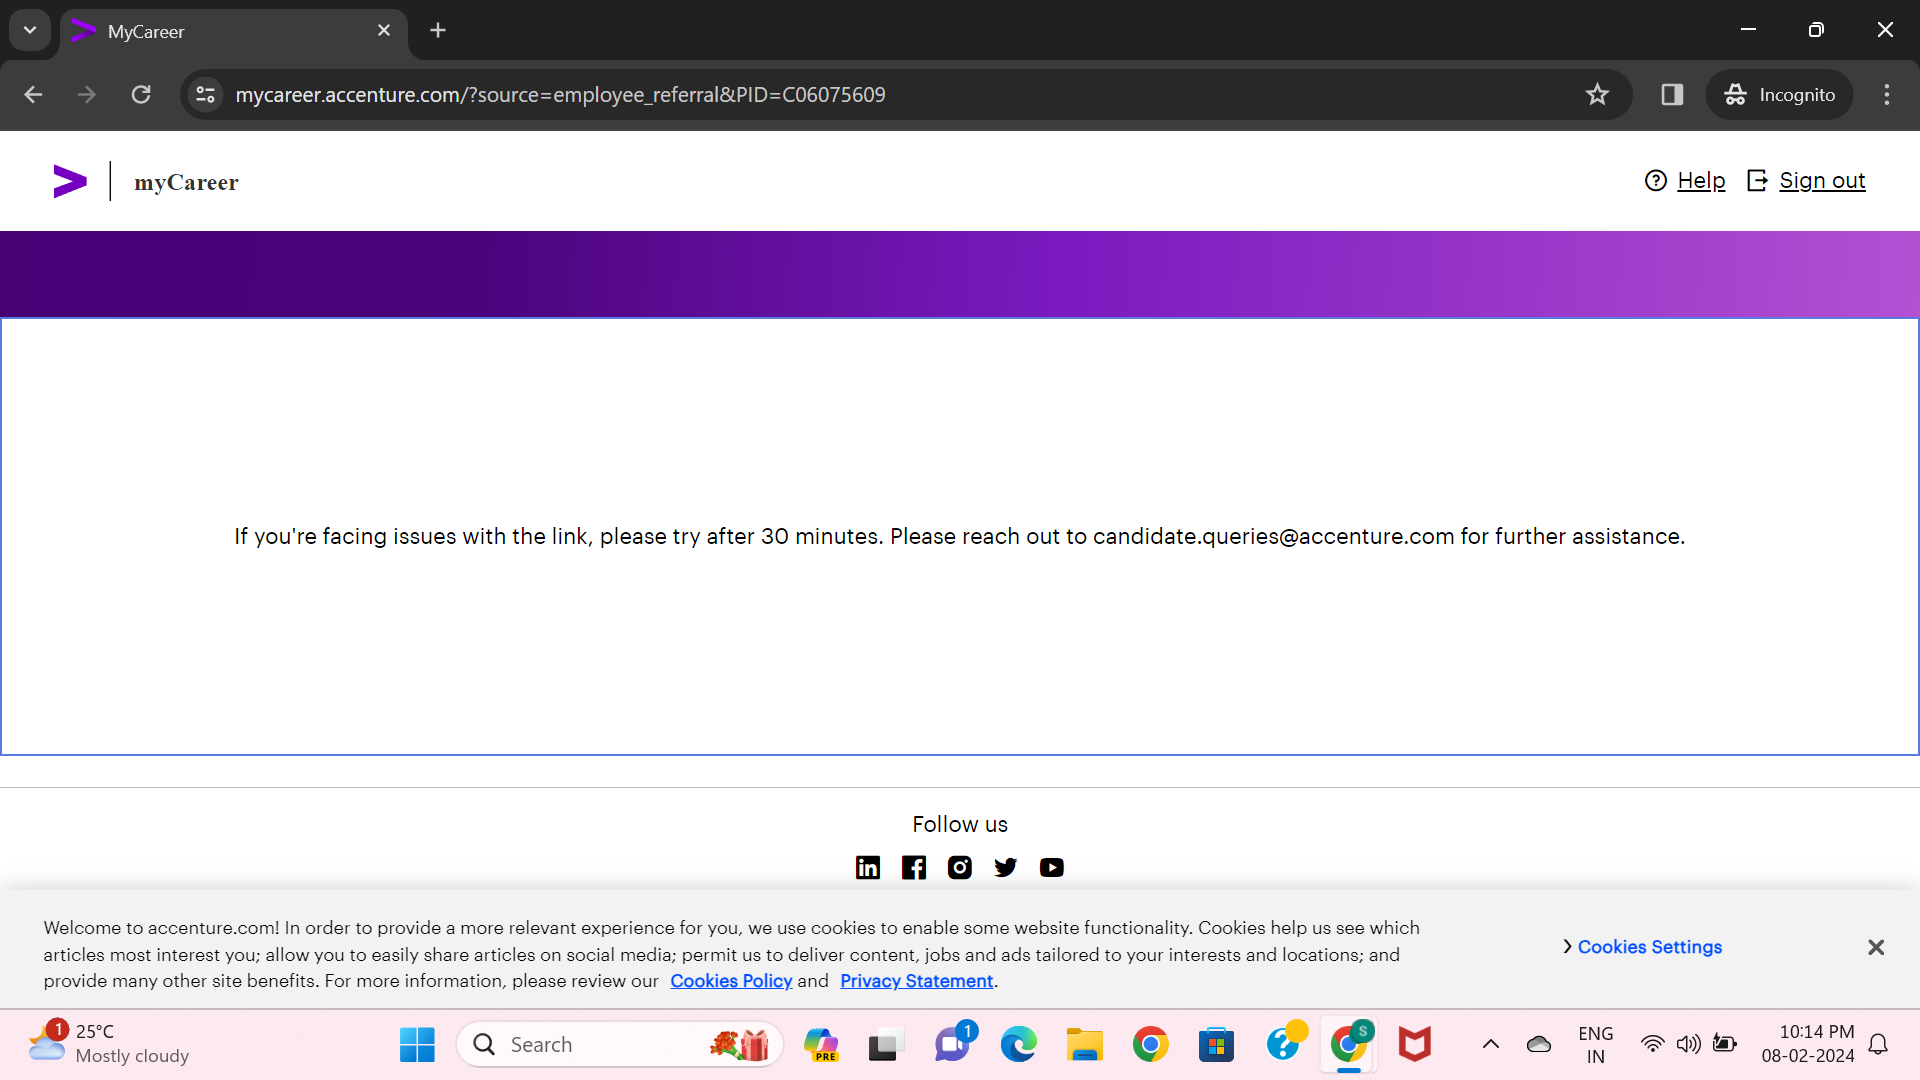 MyCareer
mycareer.accenture.com/?source=employee_referral&PID=C06075609
Incognito
myCareer
Help
Sign out
If you're facing issues with the link, please try after 30 minutes. Please reach out to candidate.queries@accenture.com for further assistance.
Follow us
Welcome to accenture.com! In order to provide a more relevant experience for you, we use cookies to enable some website functionality. Cookies help us see which
articles most interest you; allow you to easily share articles on social media; permit us to deliver content, jobs and ads tailored to your interests and locations; and
provide many other site benefits. For more information, please review our Cookies Policy and Privacy Statement.
Cookies Settings
1
25°C
Mostly cloudy
Search
PRE
1
S
ENG
IN
10:14 PM
08-02-2024